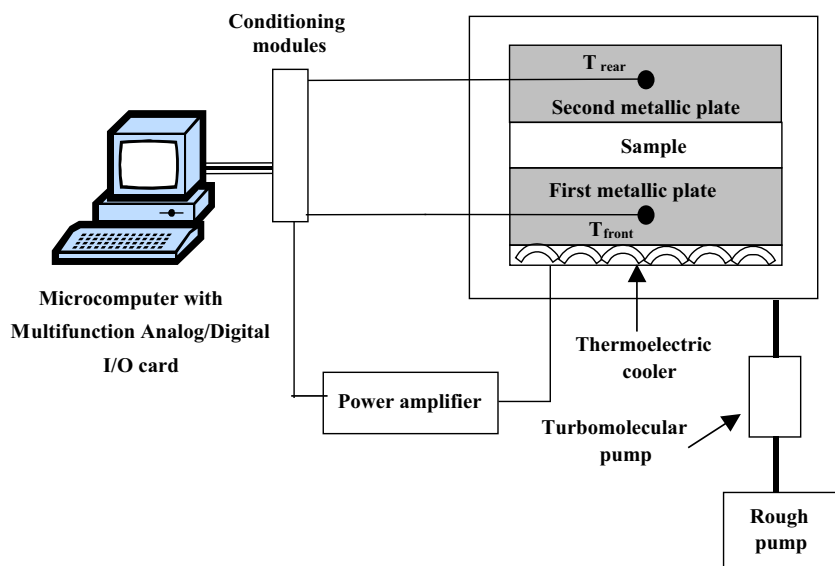 Conditioning
modules
T rear
Second metallic plate
Sample
First metallic plate
Tfront
Microcomputer with
Multifunction Analog/Digital
I/O card
Thermoelectric
cooler
Power amplifier
Turbomolecular
pump
Rough
pump